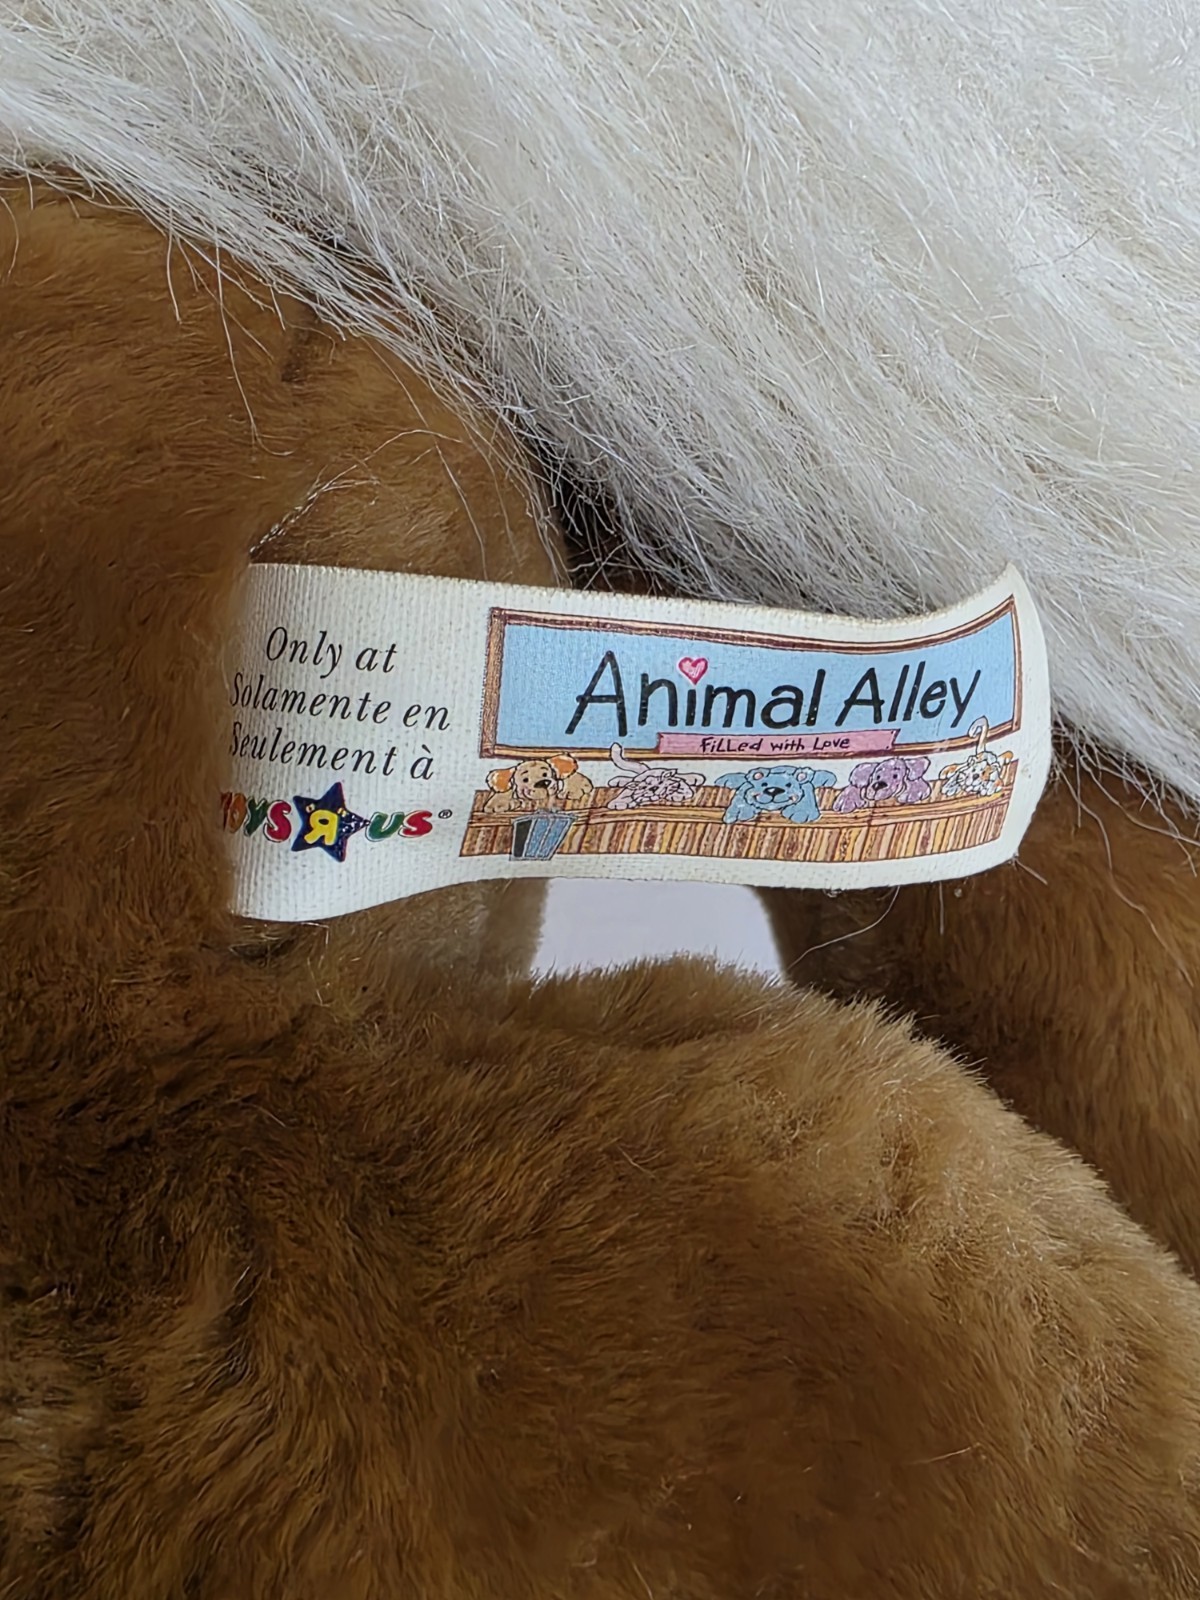 Only at
Solamente en
Seulement à
TOYS R US®
Animal Alley
Filled with Love